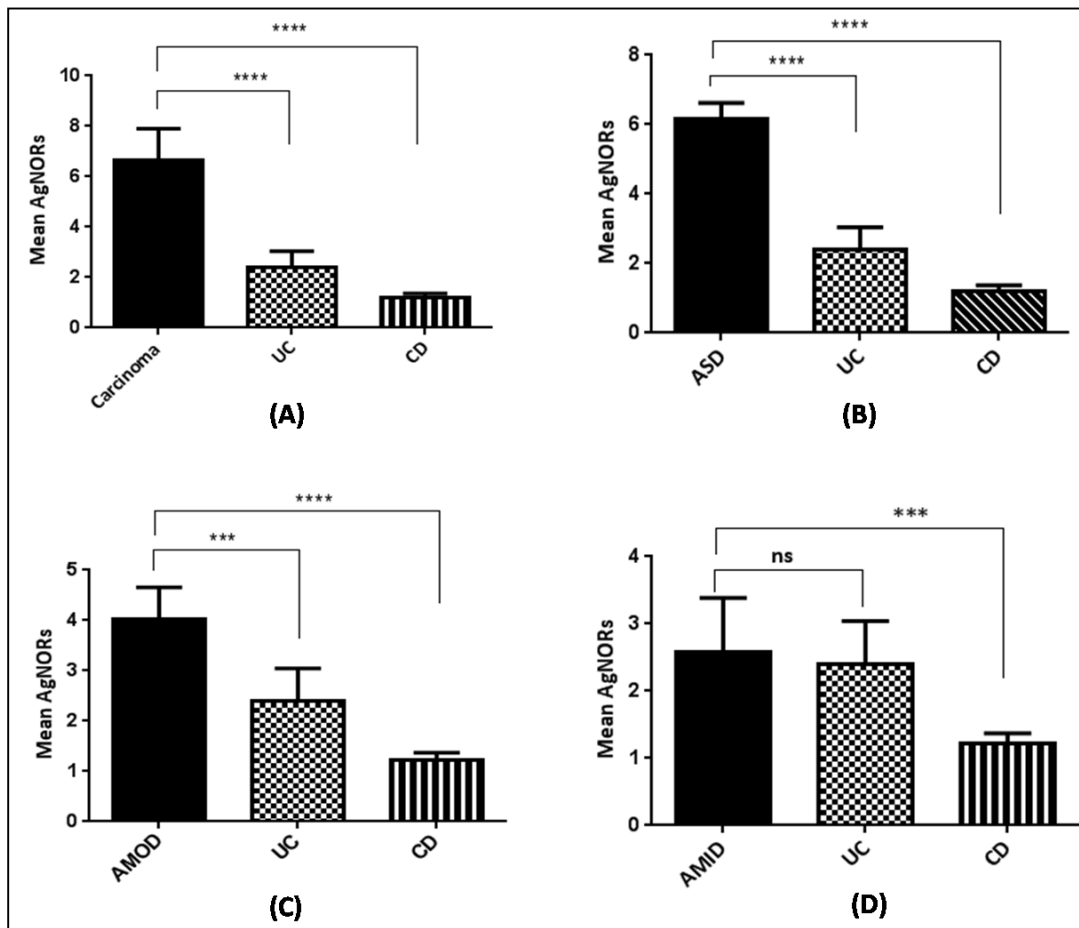 ****
****
10
8
6
4
2
0
Mean AgNORs
Carcinoma
UC
CD
(A)
****
****
8
6
4
2
0
Mean AgNORs
ASD
UC
CD
(B)
****
***
5
4
3
2
1
0
Mean AgNORs
AMOD
UC
CD
(C)
***
ns
4
3
2
1
0
Mean AgNORs
AMID
UC
CD
(D)